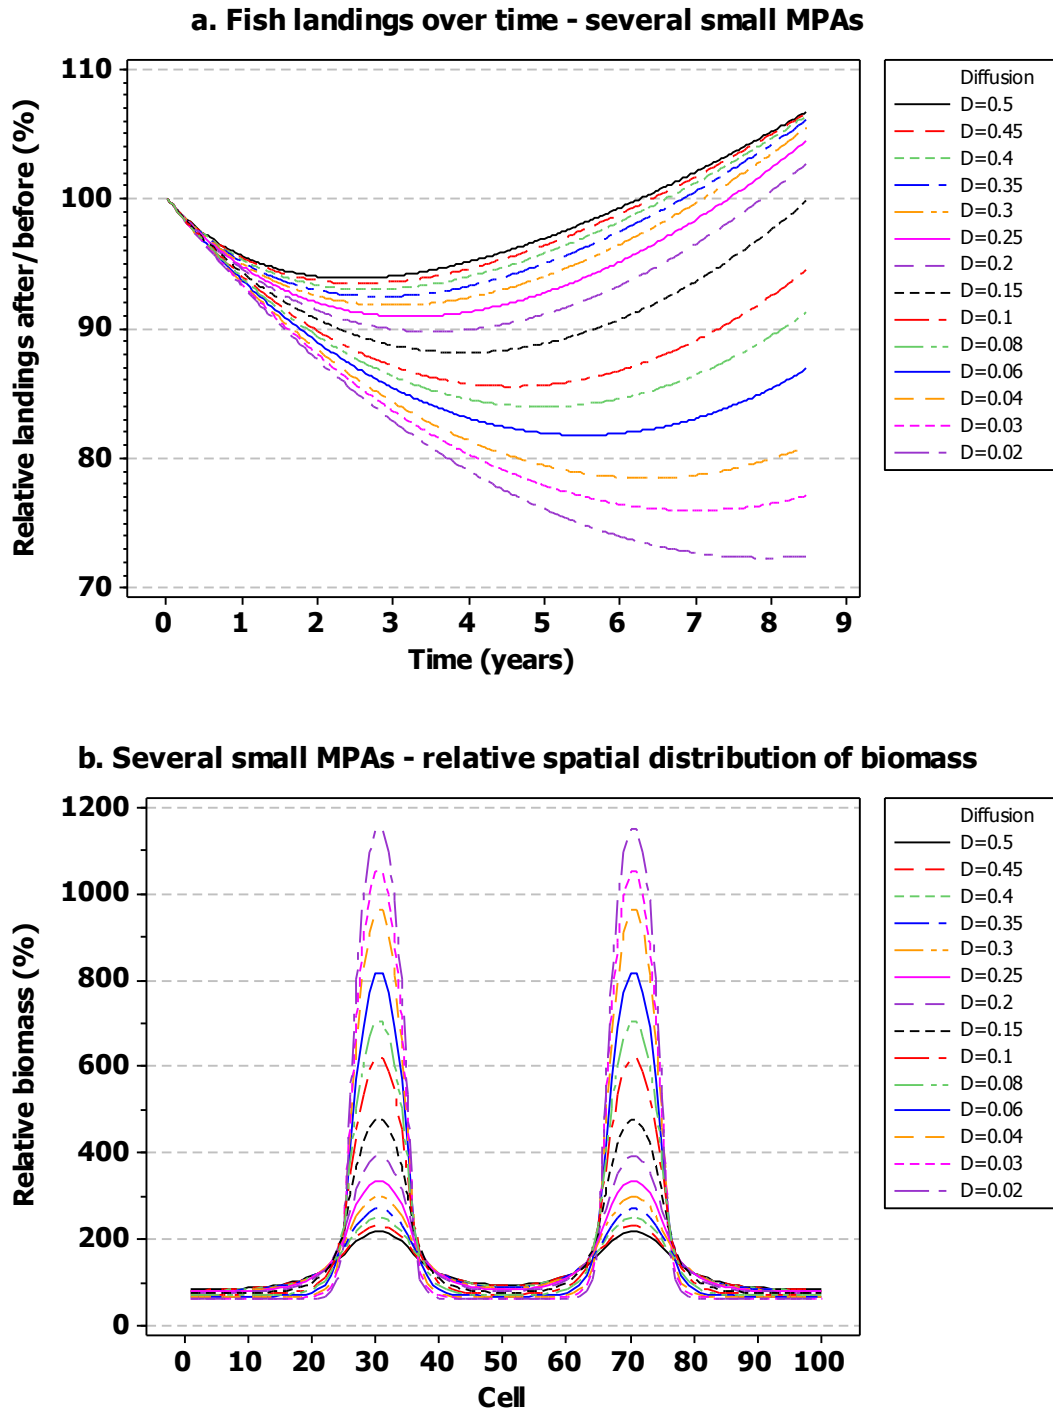 a. Fish landings over time - several small MPAs
Relative landings after/before (%)
110
100
90
80
70
0 1 2 3 4 5 6 7 8 9
Time (years)
Diffusion
D=0.5
D=0.45
D=0.4
D=0.35
D=0.3
D=0.25
D=0.2
D=0.15
D=0.1
D=0.08
D=0.06
D=0.04
D=0.03
D=0.02
b. Several small MPAs - relative spatial distribution of biomass
Relative biomass (%)
1200
1000
800
600
400
200
0
0 10 20 30 40 50 60 70 80 90 100
Cell
Diffusion
D=0.5
D=0.45
D=0.4
D=0.35
D=0.3
D=0.25
D=0.2
D=0.15
D=0.1
D=0.08
D=0.06
D=0.04
D=0.03
D=0.02